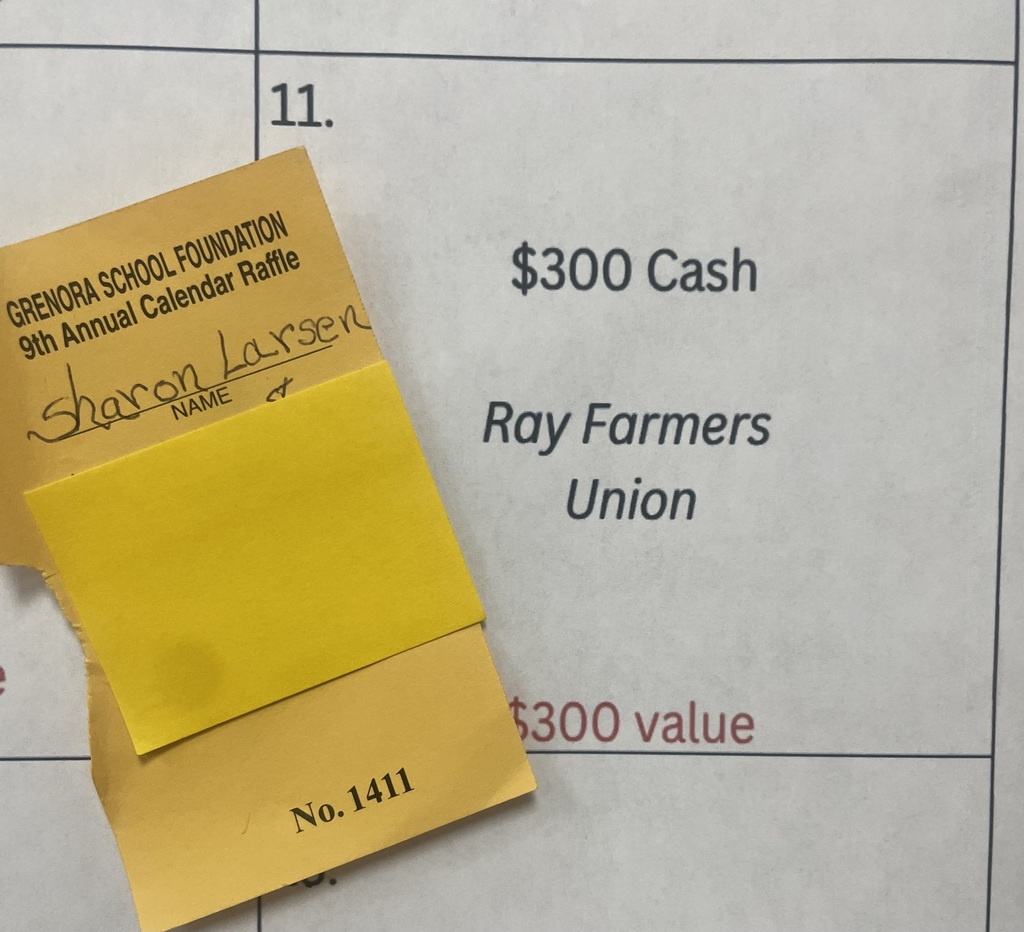 11.
GRENORA SCHOOL FOUNDATION
9th Annual Calendar Raffle
Sharon Larsen
NAME
$300 Cash
Ray Farmers
Union
$300 value
No. 1411